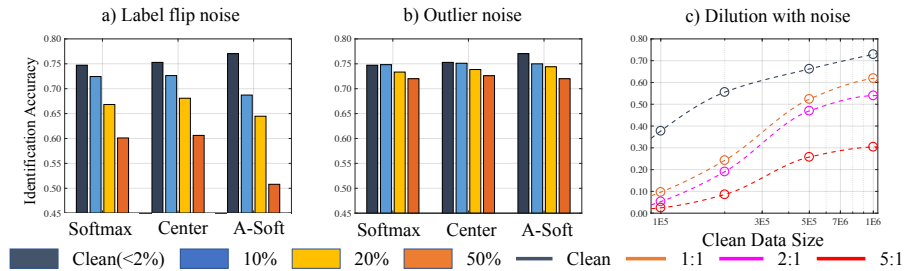 a) Label flip noise
b) Outlier noise
c) Dilution with noise
Identification Accuracy
0.80
0.75
0.70
0.65
0.60
0.55
0.50
0.45
Softmax Center A-Soft
0.80
0.75
0.70
0.65
0.60
0.55
0.50
0.45
Softmax Center A-Soft
0.80
0.70
0.60
0.50
0.40
0.30
0.20
0.10
0.00
1E5 3E5 5E5 7E6 1E6
Clean Data Size
Clean(<2%) 10% 20% 50% Clean 1:1 2:1 5:1